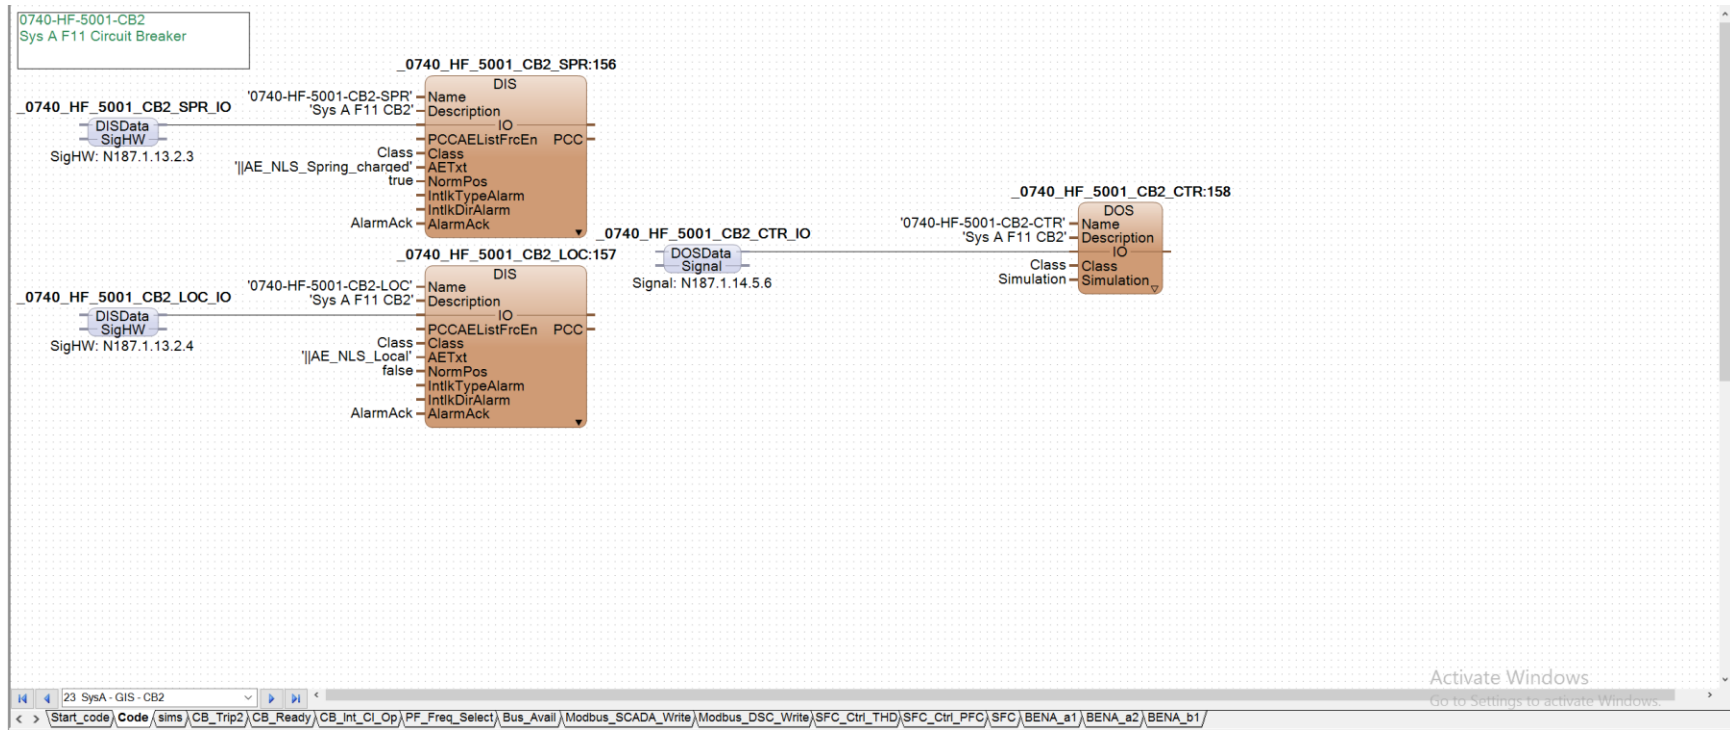 0740-HF-5001-CB2
Sys A F11 Circuit Breaker
_0740_HF_5001_CB2_SPR:156
DIS
'0740-HF-5001-CB2-SPR' Name
'Sys A F11 CB2' Description
_0740_HF_5001_CB2_SPR_IO
DISData
SigHW
SigHW: N187.1.13.2.3
IO
PCCAEListFrcEn PCC
Class Class
'||AE_NLS_Spring_charged' AETxt
true NormPos
IntlkTypeAlarm
IntlkDirAlarm
AlarmAck AlarmAck
_0740_HF_5001_CB2_LOC:157
DIS
'0740-HF-5001-CB2-LOC' Name
'Sys A F11 CB2' Description
_0740_HF_5001_CB2_LOC_IO
DISData
SigHW
SigHW: N187.1.13.2.4
IO
PCCAEListFrcEn PCC
Class Class
'||AE_NLS_Local' AETxt
false NormPos
IntlkTypeAlarm
IntlkDirAlarm
AlarmAck AlarmAck
_0740_HF_5001_CB2_CTR_IO
DOSData
Signal
Signal: N187.1.14.5.6
_0740_HF_5001_CB2_CTR:158
DOS
'0740-HF-5001-CB2-CTR' Name
'Sys A F11 CB2' Description
IO
Class Class
Simulation Simulation
Activate Windows
Go to Settings to activate Windows.
23 SysA - GIS - CB2
Start_code Code sims CB_Trip2 CB_Ready CB_Int_Cl_Op PF_Freq_Select Bus_Avail Modbus_SCADA_Write Modbus_DSC_Write SFC_Ctrl_THD SFC_Ctrl_PFC SFC BENA_a1 BENA_a2 BENA_b1